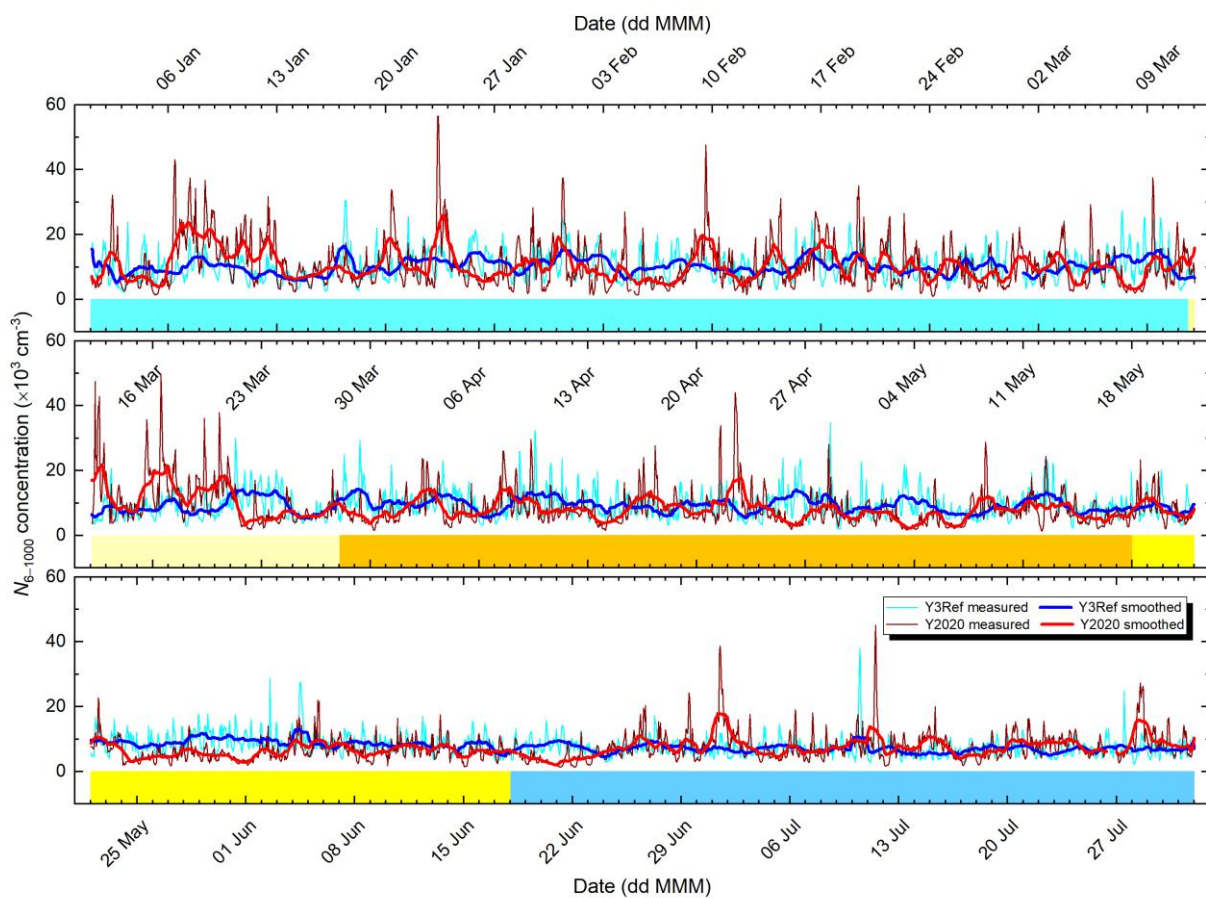 Date (dd MMM)
06 Jan 13 Jan 20 Jan 27 Jan 03 Feb 10 Feb 17 Feb 24 Feb 02 Mar 09 Mar
60
40
20
0
60
16 Mar 23 Mar 30 Mar 06 Apr 13 Apr 20 Apr 27 Apr 04 May 11 May 18 May
40
20
0
N6–1000 concentration (×10³ cm⁻³)
60
Y3Ref measured Y3Ref smoothed
Y2020 measured Y2020 smoothed
40
20
0
25 May 01 Jun 08 Jun 15 Jun 22 Jun 29 Jun 06 Jul 13 Jul 20 Jul 27 Jul
Date (dd MMM)